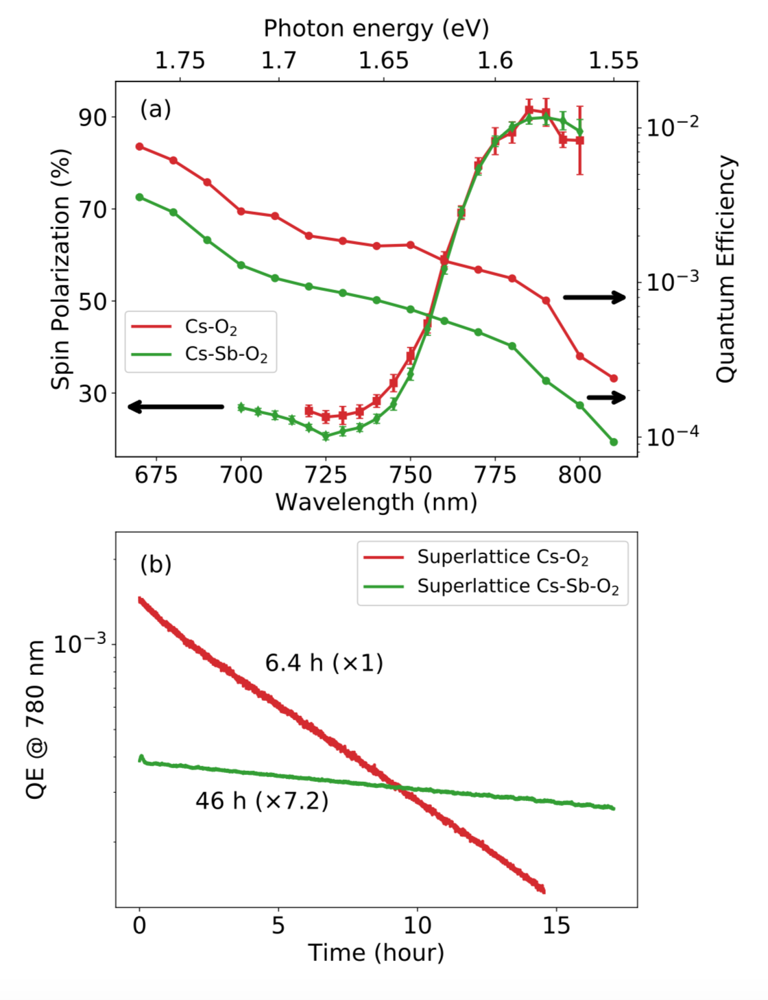 Photon energy (eV)
1.75 1.7 1.65 1.6 1.55
(a)
90
70
50
30
Spin Polarization (%)
Cs-O₂
Cs-Sb-O₂
10⁻²
10⁻³
10⁻⁴
Quantum Efficiency
675 700 725 750 775 800
Wavelength (nm)
(b)
Superlattice Cs-O₂
Superlattice Cs-Sb-O₂
10⁻³
QE @ 780 nm
6.4 h (×1)
46 h (×7.2)
0 5 10 15
Time (hour)